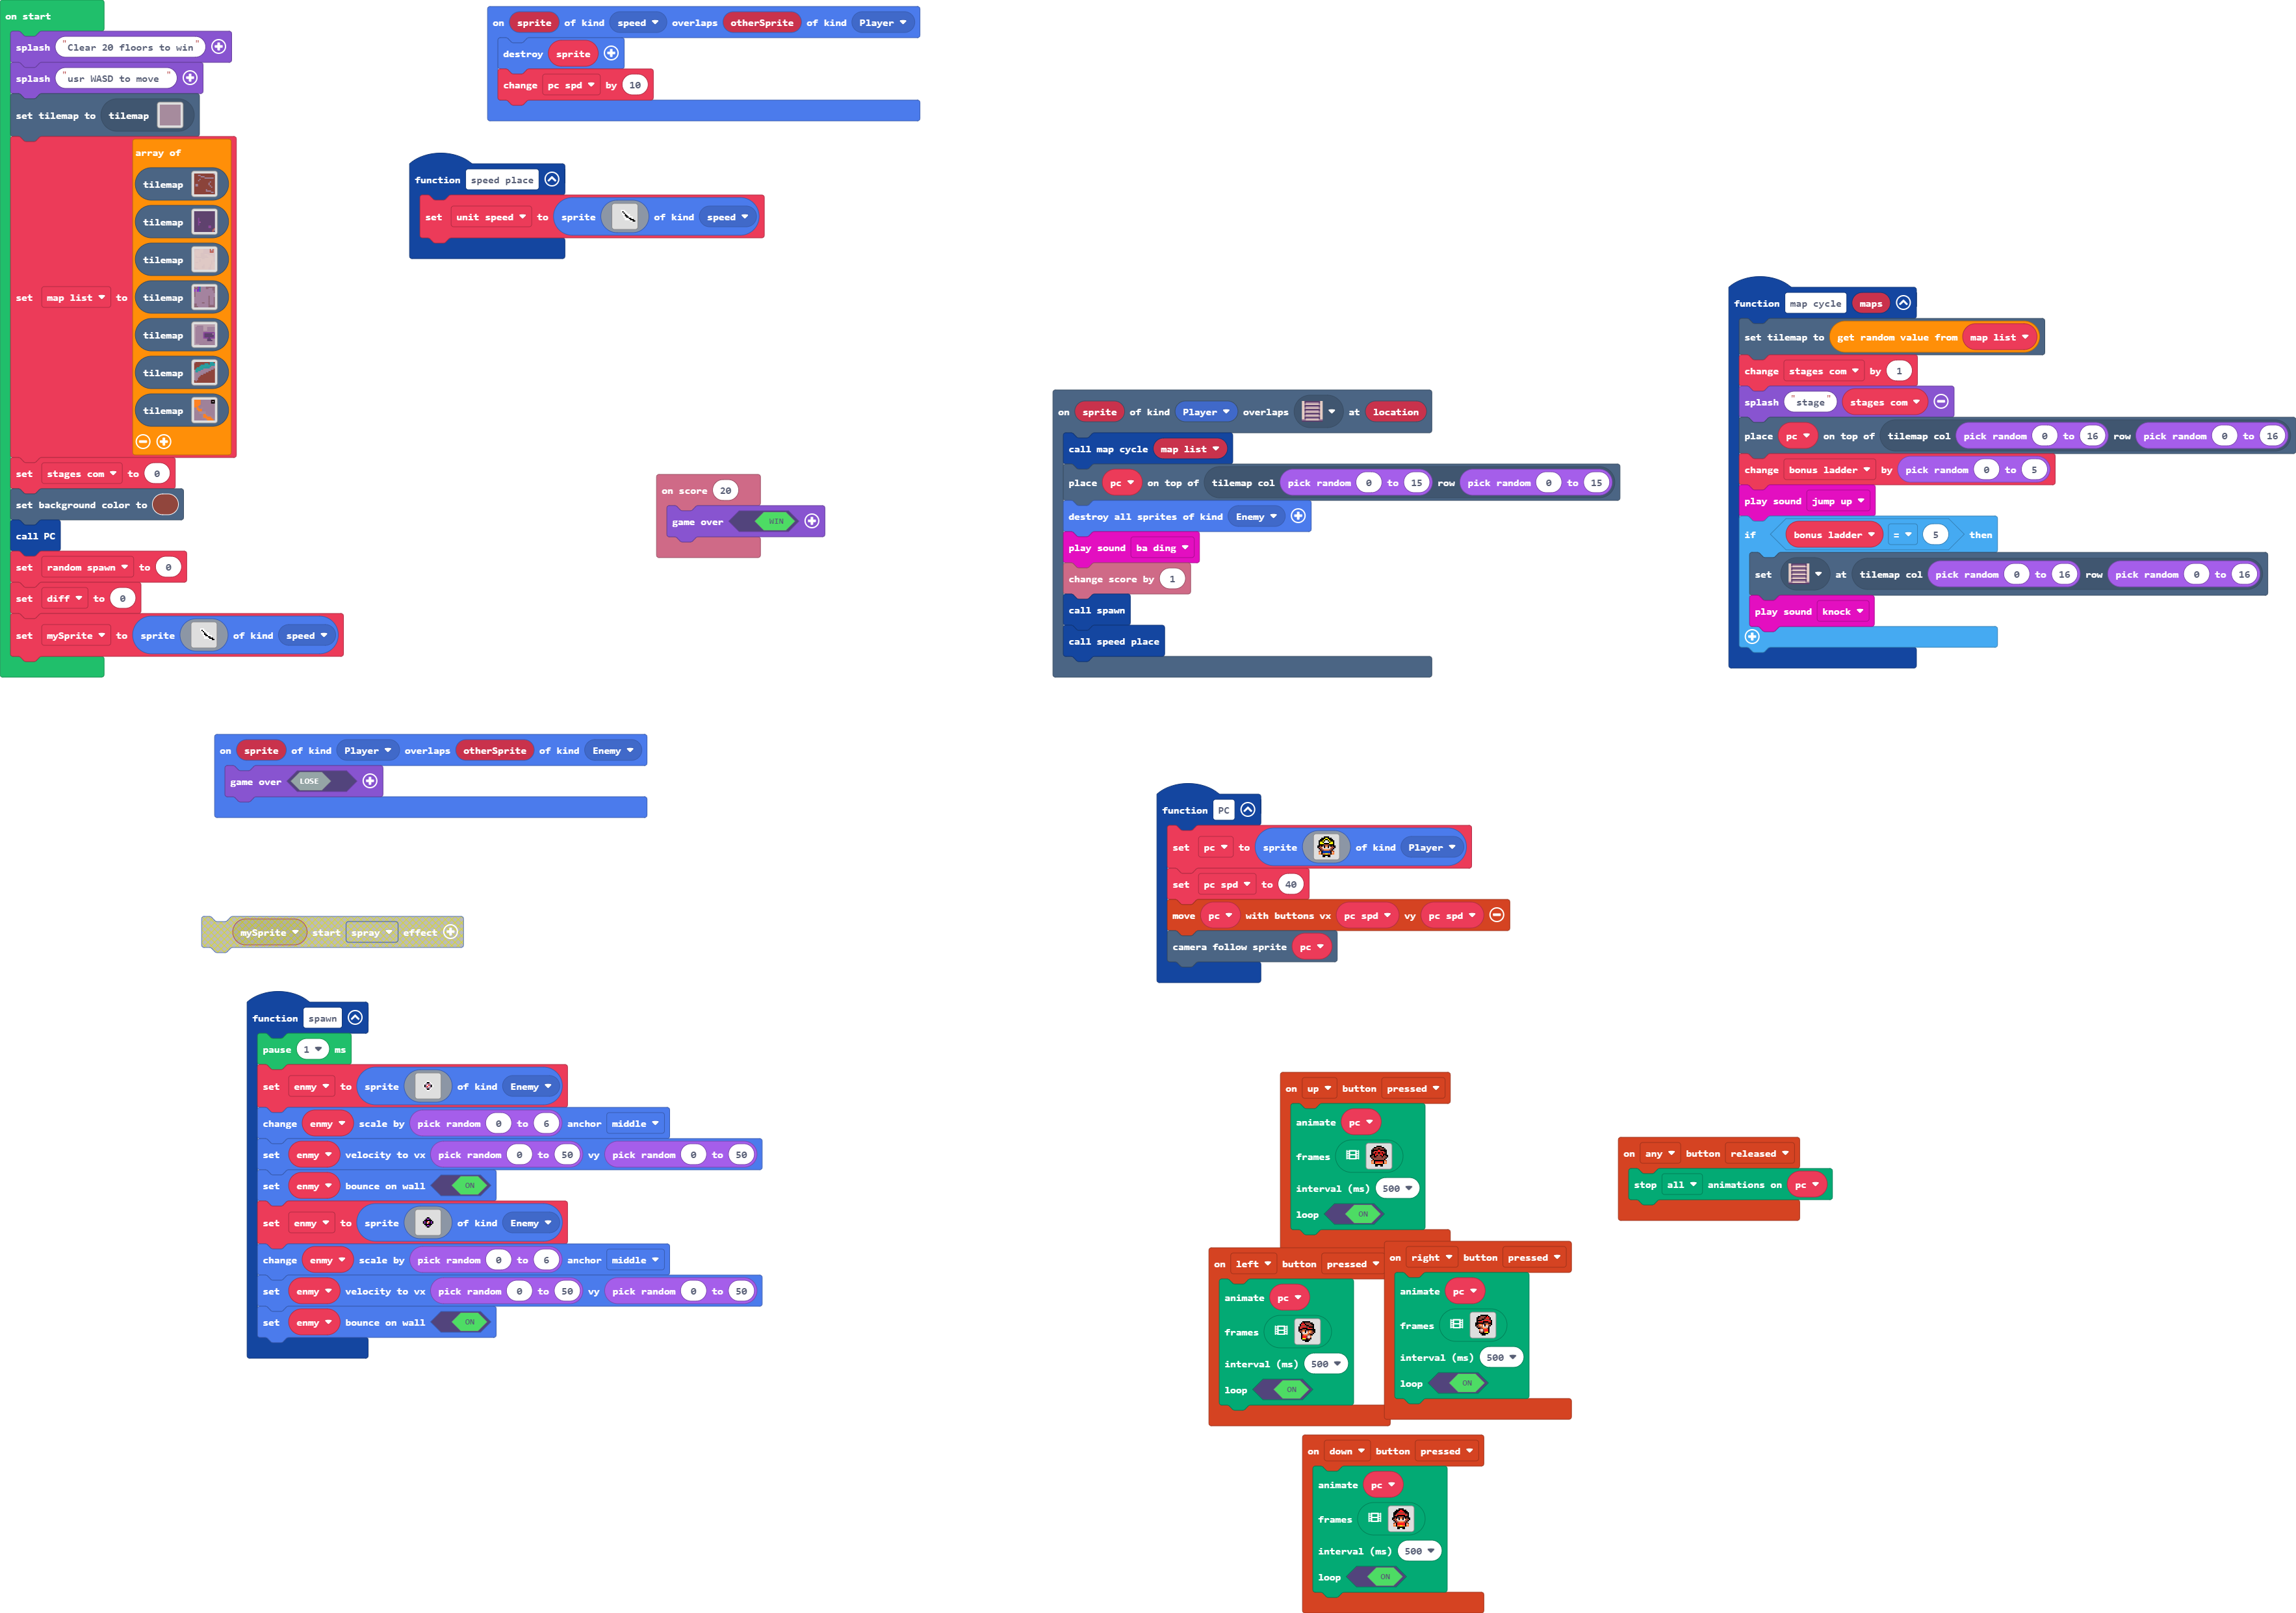 on start
splash "Clear 20 floors to win"
splash "usr WASD to move "
set tilemap to tilemap
set map list to array of
tilemap
tilemap
tilemap
tilemap
tilemap
tilemap
tilemap
set stages com to 0
set background color to
call PC
set random spawn to 0
set diff to 0
set mySprite to sprite of kind speed
on sprite of kind speed overlaps otherSprite of kind Player
destroy sprite
change pc spd by 10
function speed place
set unit speed to sprite of kind speed
on score 20
game over WIN
on sprite of kind Player overlaps at location
call map cycle map list
place pc on top of tilemap col pick random 0 to 15 row pick random 0 to 15
destroy all sprites of kind Enemy
play sound ba ding
change score by 1
call spawn
call speed place
function map cycle maps
set tilemap to get random value from map list
change stages com by 1
splash "stage" stages com
place pc on top of tilemap col pick random 0 to 16 row pick random 0 to 16
change bonus ladder by pick random 0 to 5
play sound jump up
if bonus ladder = 5 then
set at tilemap col pick random 0 to 16 row pick random 0 to 16
play sound knock
on sprite of kind Player overlaps otherSprite of kind Enemy
game over LOSE
mySprite start spray effect
function spawn
pause 1 ms
set enmy to sprite of kind Enemy
change enmy scale by pick random 0 to 6 anchor middle
set enmy velocity to vx pick random 0 to 50 vy pick random 0 to 50
set enmy bounce on wall ON
set enmy to sprite of kind Enemy
change enmy scale by pick random 0 to 6 anchor middle
set enmy velocity to vx pick random 0 to 50 vy pick random 0 to 50
set enmy bounce on wall ON
function PC
set pc to sprite of kind Player
set pc spd to 40
move pc with buttons vx pc spd vy pc spd
camera follow sprite pc
on up button pressed
animate pc
frames
interval (ms) 500
loop ON
on left button pressed
animate pc
frames
interval (ms) 500
loop ON
on right button pressed
animate pc
frames
interval (ms) 500
loop ON
on down button pressed
animate pc
frames
interval (ms) 500
loop ON
on any button released
stop all animations on pc